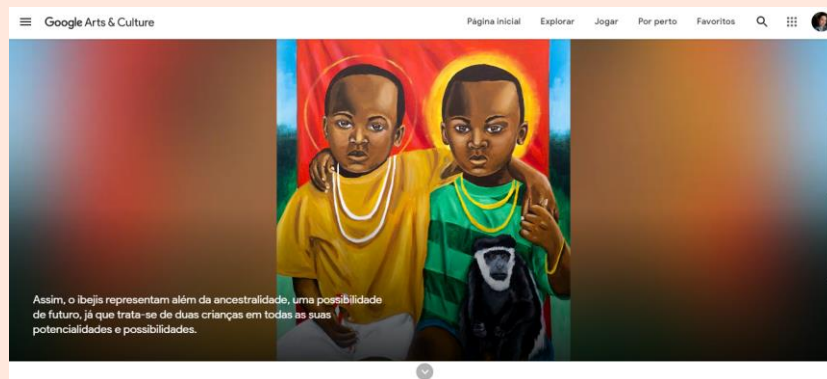 Google Arts & Culture
Página inicial Explorar Jogar Por perto Favoritos
Assim, o ibejis representam além da ancestralidade, uma possibilidade
de futuro, já que trata-se de duas crianças em todas as suas
potencialidades e possibilidades.